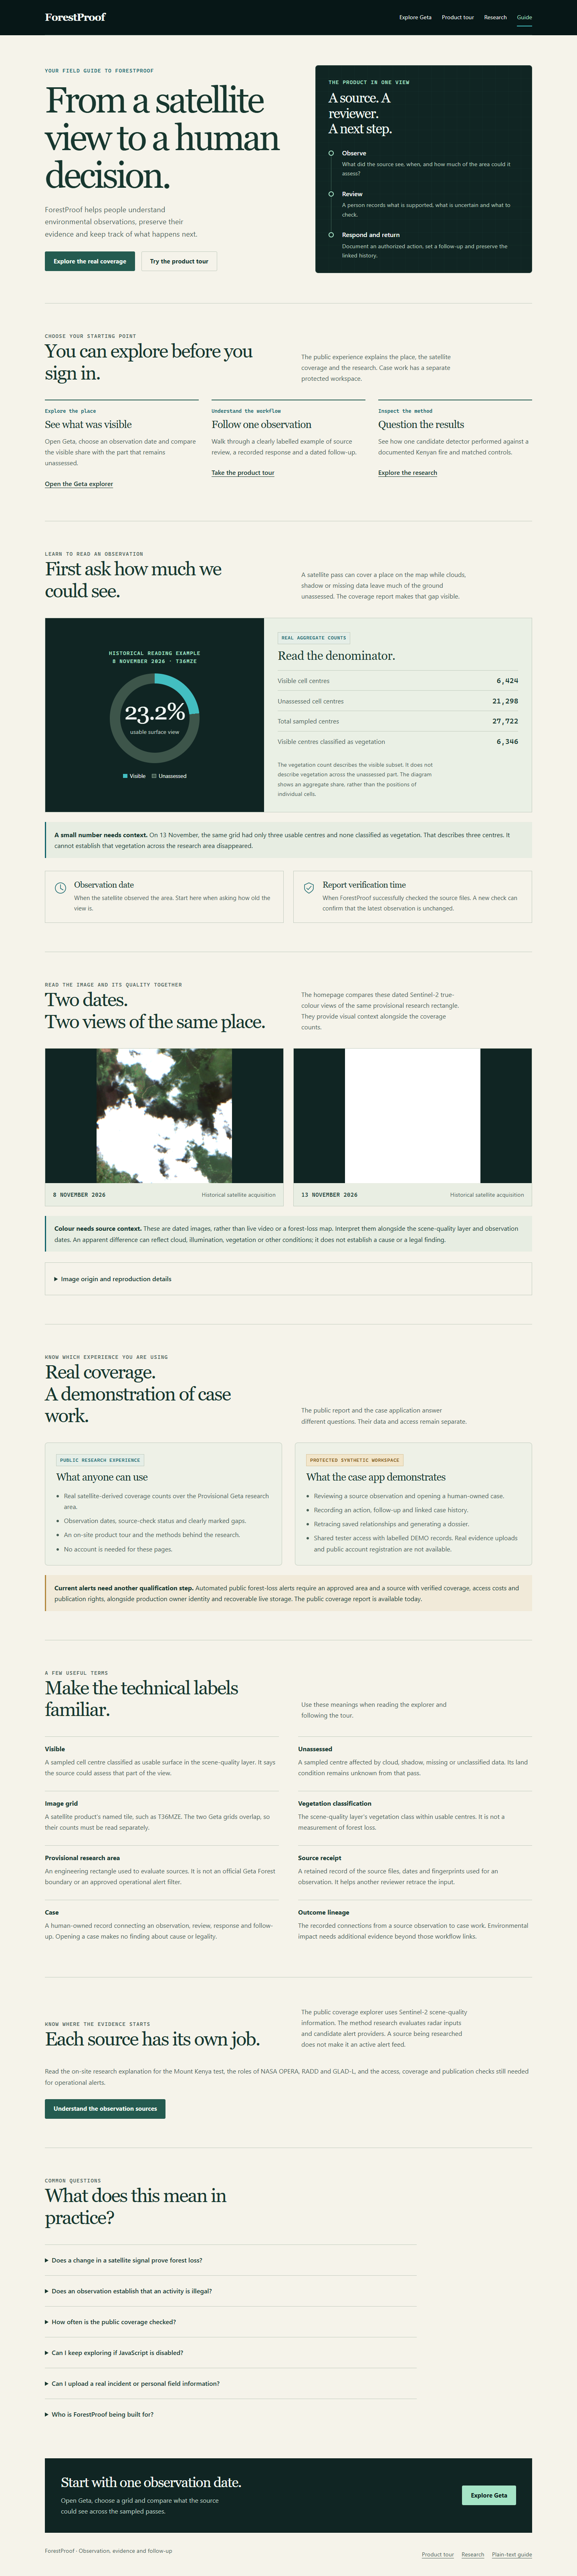 ForestProof
Explore Geta
Product tour
Research
Guide
YOUR FIELD GUIDE TO FORESTPROOF
From a satellite
view to a human
decision.
ForestProof helps people understand
environmental observations, preserve their
evidence and keep track of what happens next.
Explore the real coverage
Try the product tour
THE PRODUCT IN ONE VIEW
A source. A
reviewer.
A next step.
Observe
What did the source see, when, and how much of the area could it
assess?
Review
A person records what is supported, what is uncertain and what to
check.
Respond and return
Document an authorized action, set a follow-up and preserve the
linked history.
CHOOSE YOUR STARTING POINT
You can explore before you
sign in.
The public experience explains the place, the satellite
coverage and the research. Case work has a separate
protected workspace.
Explore the place
See what was visible
Open Geta, choose an observation date and compare
the visible share with the part that remains
unassessed.
Open the Geta explorer
Understand the workflow
Follow one observation
Walk through a clearly labelled example of source
review, a recorded response and a dated follow-up.
Take the product tour
Inspect the method
Question the results
See how one candidate detector performed against a
documented Kenyan fire and matched controls.
Explore the research
LEARN TO READ AN OBSERVATION
First ask how much we
could see.
A satellite pass can cover a place on the map while clouds,
shadow or missing data leave much of the ground
unassessed. The coverage report makes that gap visible.
HISTORICAL READING EXAMPLE
8 NOVEMBER 2026 · T36MZE
23.2%
usable surface view
Visible
Unassessed
REAL AGGREGATE COUNTS
Read the denominator.
Visible cell centres 6,424
Unassessed cell centres 21,298
Total sampled centres 27,722
Visible centres classified as vegetation 6,346
The vegetation count describes the visible subset. It does not
describe vegetation across the unassessed part. The diagram
shows an aggregate share, rather than the positions of
individual cells.
A small number needs context. On 13 November, the same grid had only three usable centres and none classified as vegetation. That describes three centres. It
cannot establish that vegetation across the research area disappeared.
Observation date
When the satellite observed the area. Start here when asking how old the
view is.
Report verification time
When ForestProof successfully checked the source files. A new check can
confirm that the latest observation is unchanged.
READ THE IMAGE AND ITS QUALITY TOGETHER
Two dates.
Two views of the same place.
The homepage compares these dated Sentinel-2 true-
colour views of the same provisional research rectangle.
They provide visual context alongside the coverage
counts.
8 NOVEMBER 2026
Historical satellite acquisition
13 NOVEMBER 2026
Historical satellite acquisition
Colour needs source context. These are dated images, rather than live video or a forest-loss map. Interpret them alongside the scene-quality layer and observation
dates. An apparent difference can reflect cloud, illumination, vegetation or other conditions; it does not establish a cause or a legal finding.
Image origin and reproduction details
KNOW WHICH EXPERIENCE YOU ARE USING
Real coverage.
A demonstration of case
work.
The public report and the case application answer
different questions. Their data and access remain separate.
PUBLIC RESEARCH EXPERIENCE
What anyone can use
Real satellite-derived coverage counts over the Provisional Geta research
area.
Observation dates, source-check status and clearly marked gaps.
An on-site product tour and the methods behind the research.
No account is needed for these pages.
PROTECTED SYNTHETIC WORKSPACE
What the case app demonstrates
Reviewing a source observation and opening a human-owned case.
Recording an action, follow-up and linked case history.
Retracing saved relationships and generating a dossier.
Shared tester access with labelled DEMO records. Real evidence uploads
and public account registration are not available.
Current alerts need another qualification step. Automated public forest-loss alerts require an approved area and a source with verified coverage, access costs and
publication rights, alongside production owner identity and recoverable live storage. The public coverage report is available today.
A FEW USEFUL TERMS
Make the technical labels
familiar.
Use these meanings when reading the explorer and
following the tour.
Visible
A sampled cell centre classified as usable surface in the scene-quality layer. It says
the source could assess that part of the view.
Unassessed
A sampled centre affected by cloud, shadow, missing or unclassified data. Its land
condition remains unknown from that pass.
Image grid
A satellite product's named tile, such as T36MZE. The two Geta grids overlap, so
their counts must be read separately.
Vegetation classification
The scene-quality layer's vegetation class within usable centres. It is not a
measurement of forest loss.
Provisional research area
An engineering rectangle used to evaluate sources. It is not an official Geta Forest
boundary or an approved operational alert filter.
Source receipt
A retained record of the source files, dates and fingerprints used for an
observation. It helps another reviewer retrace the input.
Case
A human-owned record connecting an observation, review, response and follow-
up. Opening a case makes no finding about cause or legality.
Outcome lineage
The recorded connections from a source observation to case work. Environmental
impact needs additional evidence beyond those workflow links.
KNOW WHERE THE EVIDENCE STARTS
Each source has its own job.
The public coverage explorer uses Sentinel-2 scene-quality
information. The method research evaluates radar inputs
and candidate alert providers. A source being researched
does not make it an active alert feed.
Read the on-site research explanation for the Mount Kenya test, the roles of NASA OPERA, RADD and GLAD-L, and the access, coverage and publication checks still needed
for operational alerts.
Understand the observation sources
COMMON QUESTIONS
What does this mean in
practice?
Does a change in a satellite signal prove forest loss?
Does an observation establish that an activity is illegal?
How often is the public coverage checked?
Can I keep exploring if JavaScript is disabled?
Can I upload a real incident or personal field information?
Who is ForestProof being built for?
Start with one observation date.
Open Geta, choose a grid and compare what the source
could see across the sampled passes.
Explore Geta
ForestProof · Observation, evidence and follow-up
Product tour
Research
Plain-text guide